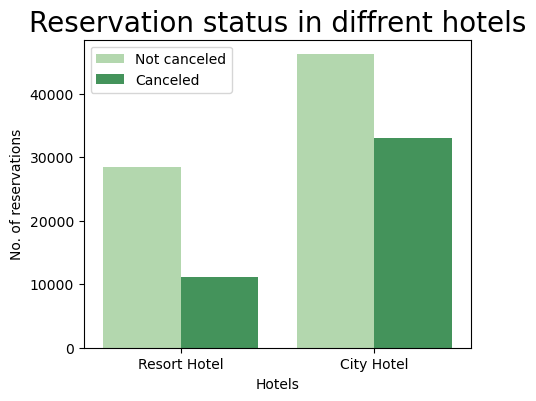 Reservation status in diffrent hotels
Not canceled
Canceled
No. of reservations
40000
30000
20000
10000
0
Resort Hotel
City Hotel
Hotels